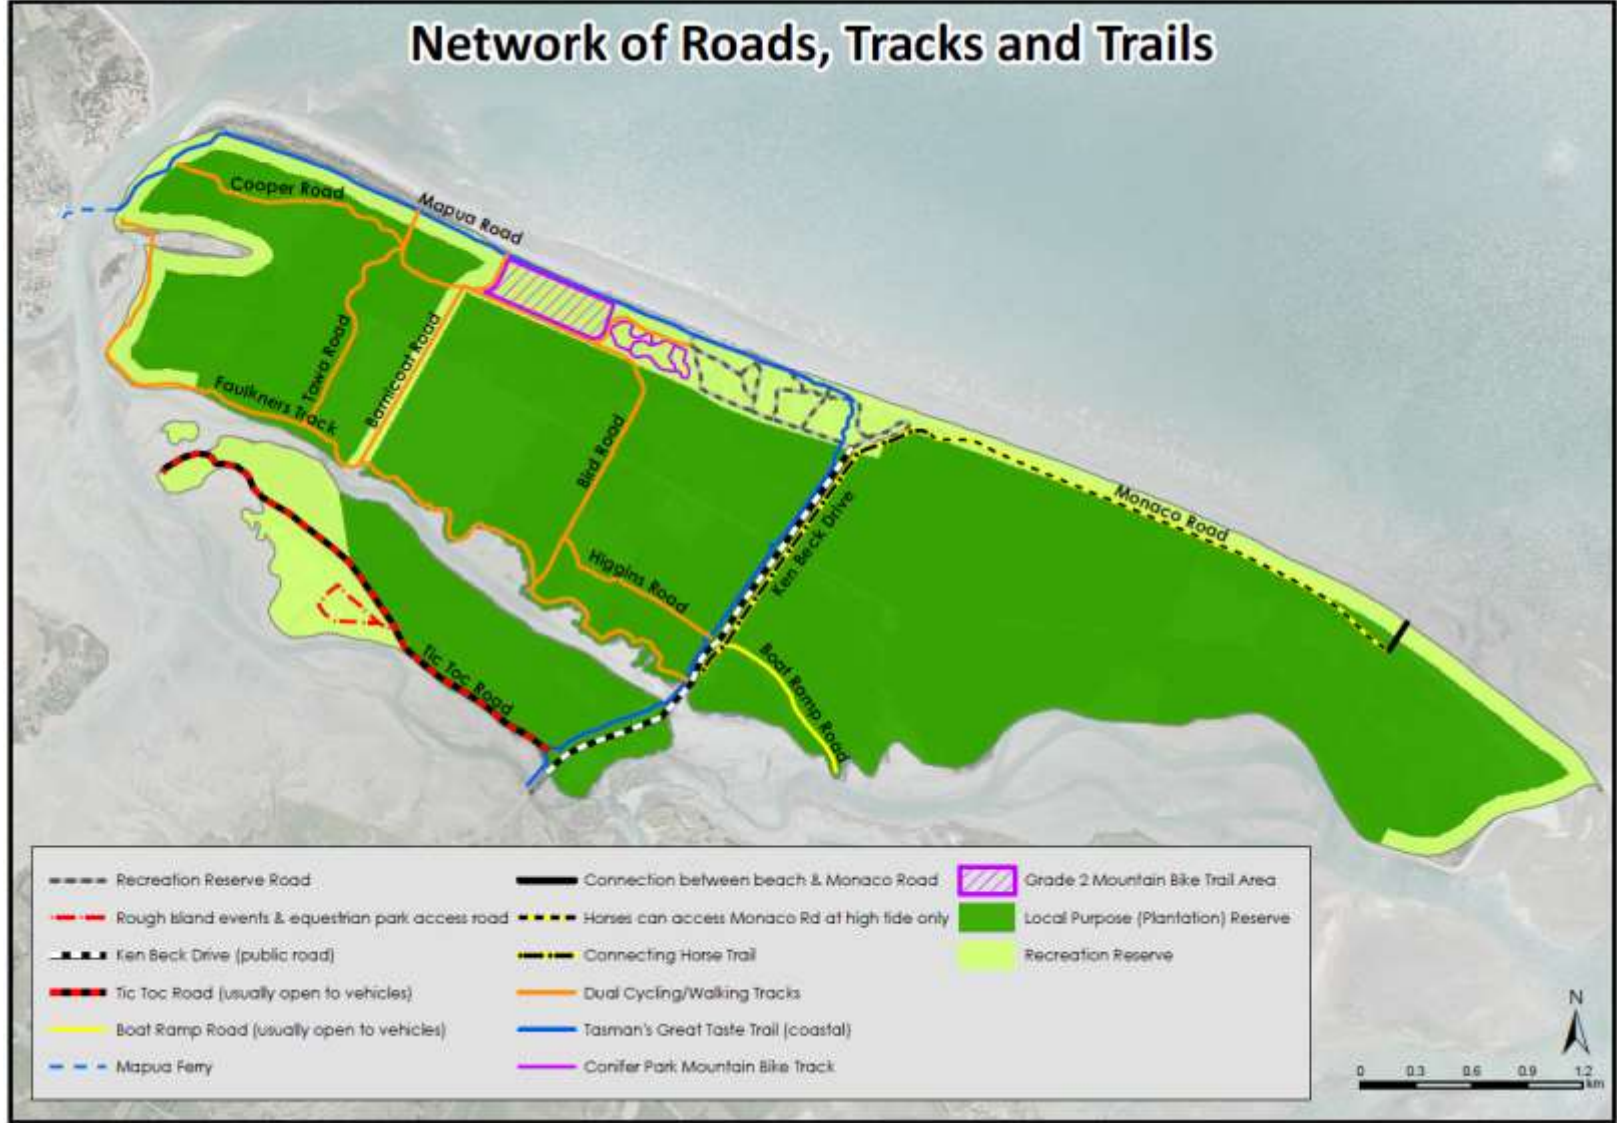 Network of Roads, Tracks and Trails
Cooper Road
Mapua Road
Tawa Road
Barnicoat Road
Faulkners Track
Bird Road
Higgins Road
Ken Beck Drive
Monaco Road
Boat Ramp Road
Tic Toc Road
Recreation Reserve Road
Rough Island events & equestrian park access road
Ken Beck Drive (public road)
Tic Toc Road (usually open to vehicles)
Boat Ramp Road (usually open to vehicles)
Mapua Ferry
Connection between beach & Monaco Road
Horses can access Monaco Rd at high tide only
Connecting Horse Trail
Dual Cycling/Walking Tracks
Tasman's Great Taste Trail (coastal)
Conifer Park Mountain Bike Track
Grade 2 Mountain Bike Trail Area
Local Purpose (Plantation) Reserve
Recreation Reserve
N
0 0.3 0.6 0.9 1.2
km